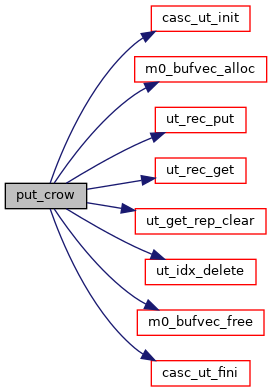 casc_ut_init
m0_bufvec_alloc
ut_rec_put
ut_rec_get
put_crow
ut_get_rep_clear
ut_idx_delete
m0_bufvec_free
casc_ut_fini